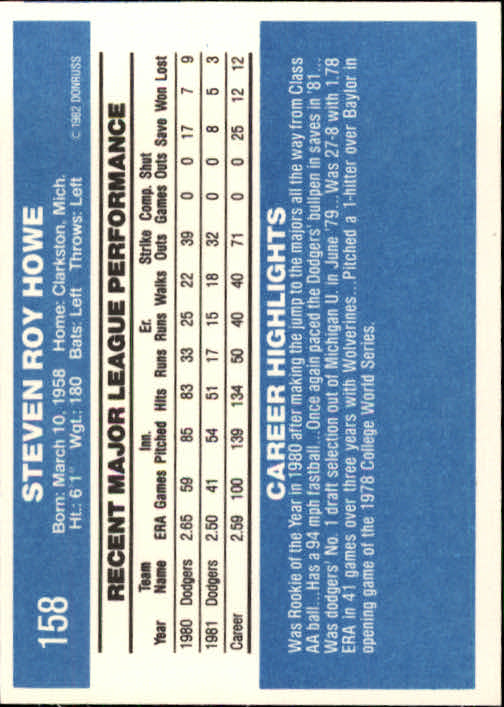 158
STEVEN ROY HOWE
Born: March 10, 1958 Home: Clarkston, Mich.
Ht.: 6'1" Wgt.: 180 Bats: Left Throws: Left
© 1982 DONRUSS
RECENT MAJOR LEAGUE PERFORMANCE
Team Inn. Er. Strike Comp. Shut
Year Name ERA Games Pitched Hits Runs Runs Walks Outs Games Outs Save Won Lost
1980 Dodgers 2.65 59 85 83 33 25 22 39 0 0 17 7 9
1981 Dodgers 2.50 41 54 51 17 15 18 32 0 0 8 5 3
Career 2.59 100 139 134 50 40 40 71 0 0 25 12 12
CAREER HIGHLIGHTS
Was Rookie of the Year in 1980 after making the jump to the majors all the way from Class
AA ball...Has a 94 mph fastball...Once again paced the Dodgers' bullpen in saves in '81...
Was dodgers' No. 1 draft selection out of Michigan U. in June '79...Was 27-8 with 1.78
ERA in 41 games over three years with Wolverines...Pitched a 1-hitter over Baylor in
opening game of the 1978 College World Series.